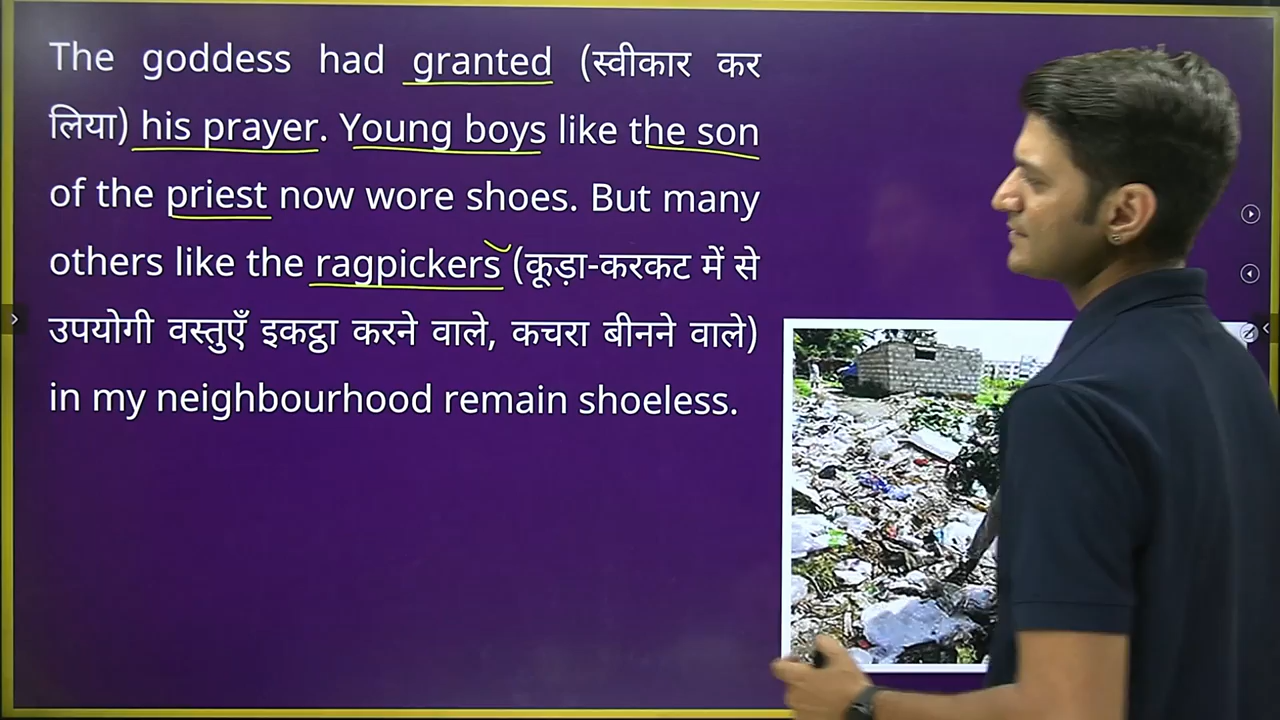 The goddess had granted (स्वीकार कर
लिया) his prayer. Young boys like the son
of the priest now wore shoes. But many
others like the ragpickers (कूड़ा-करकट में से
उपयोगी वस्तुएँ इकट्ठा करने वाले, कचरा बीनने वाले)
in my neighbourhood remain shoeless.